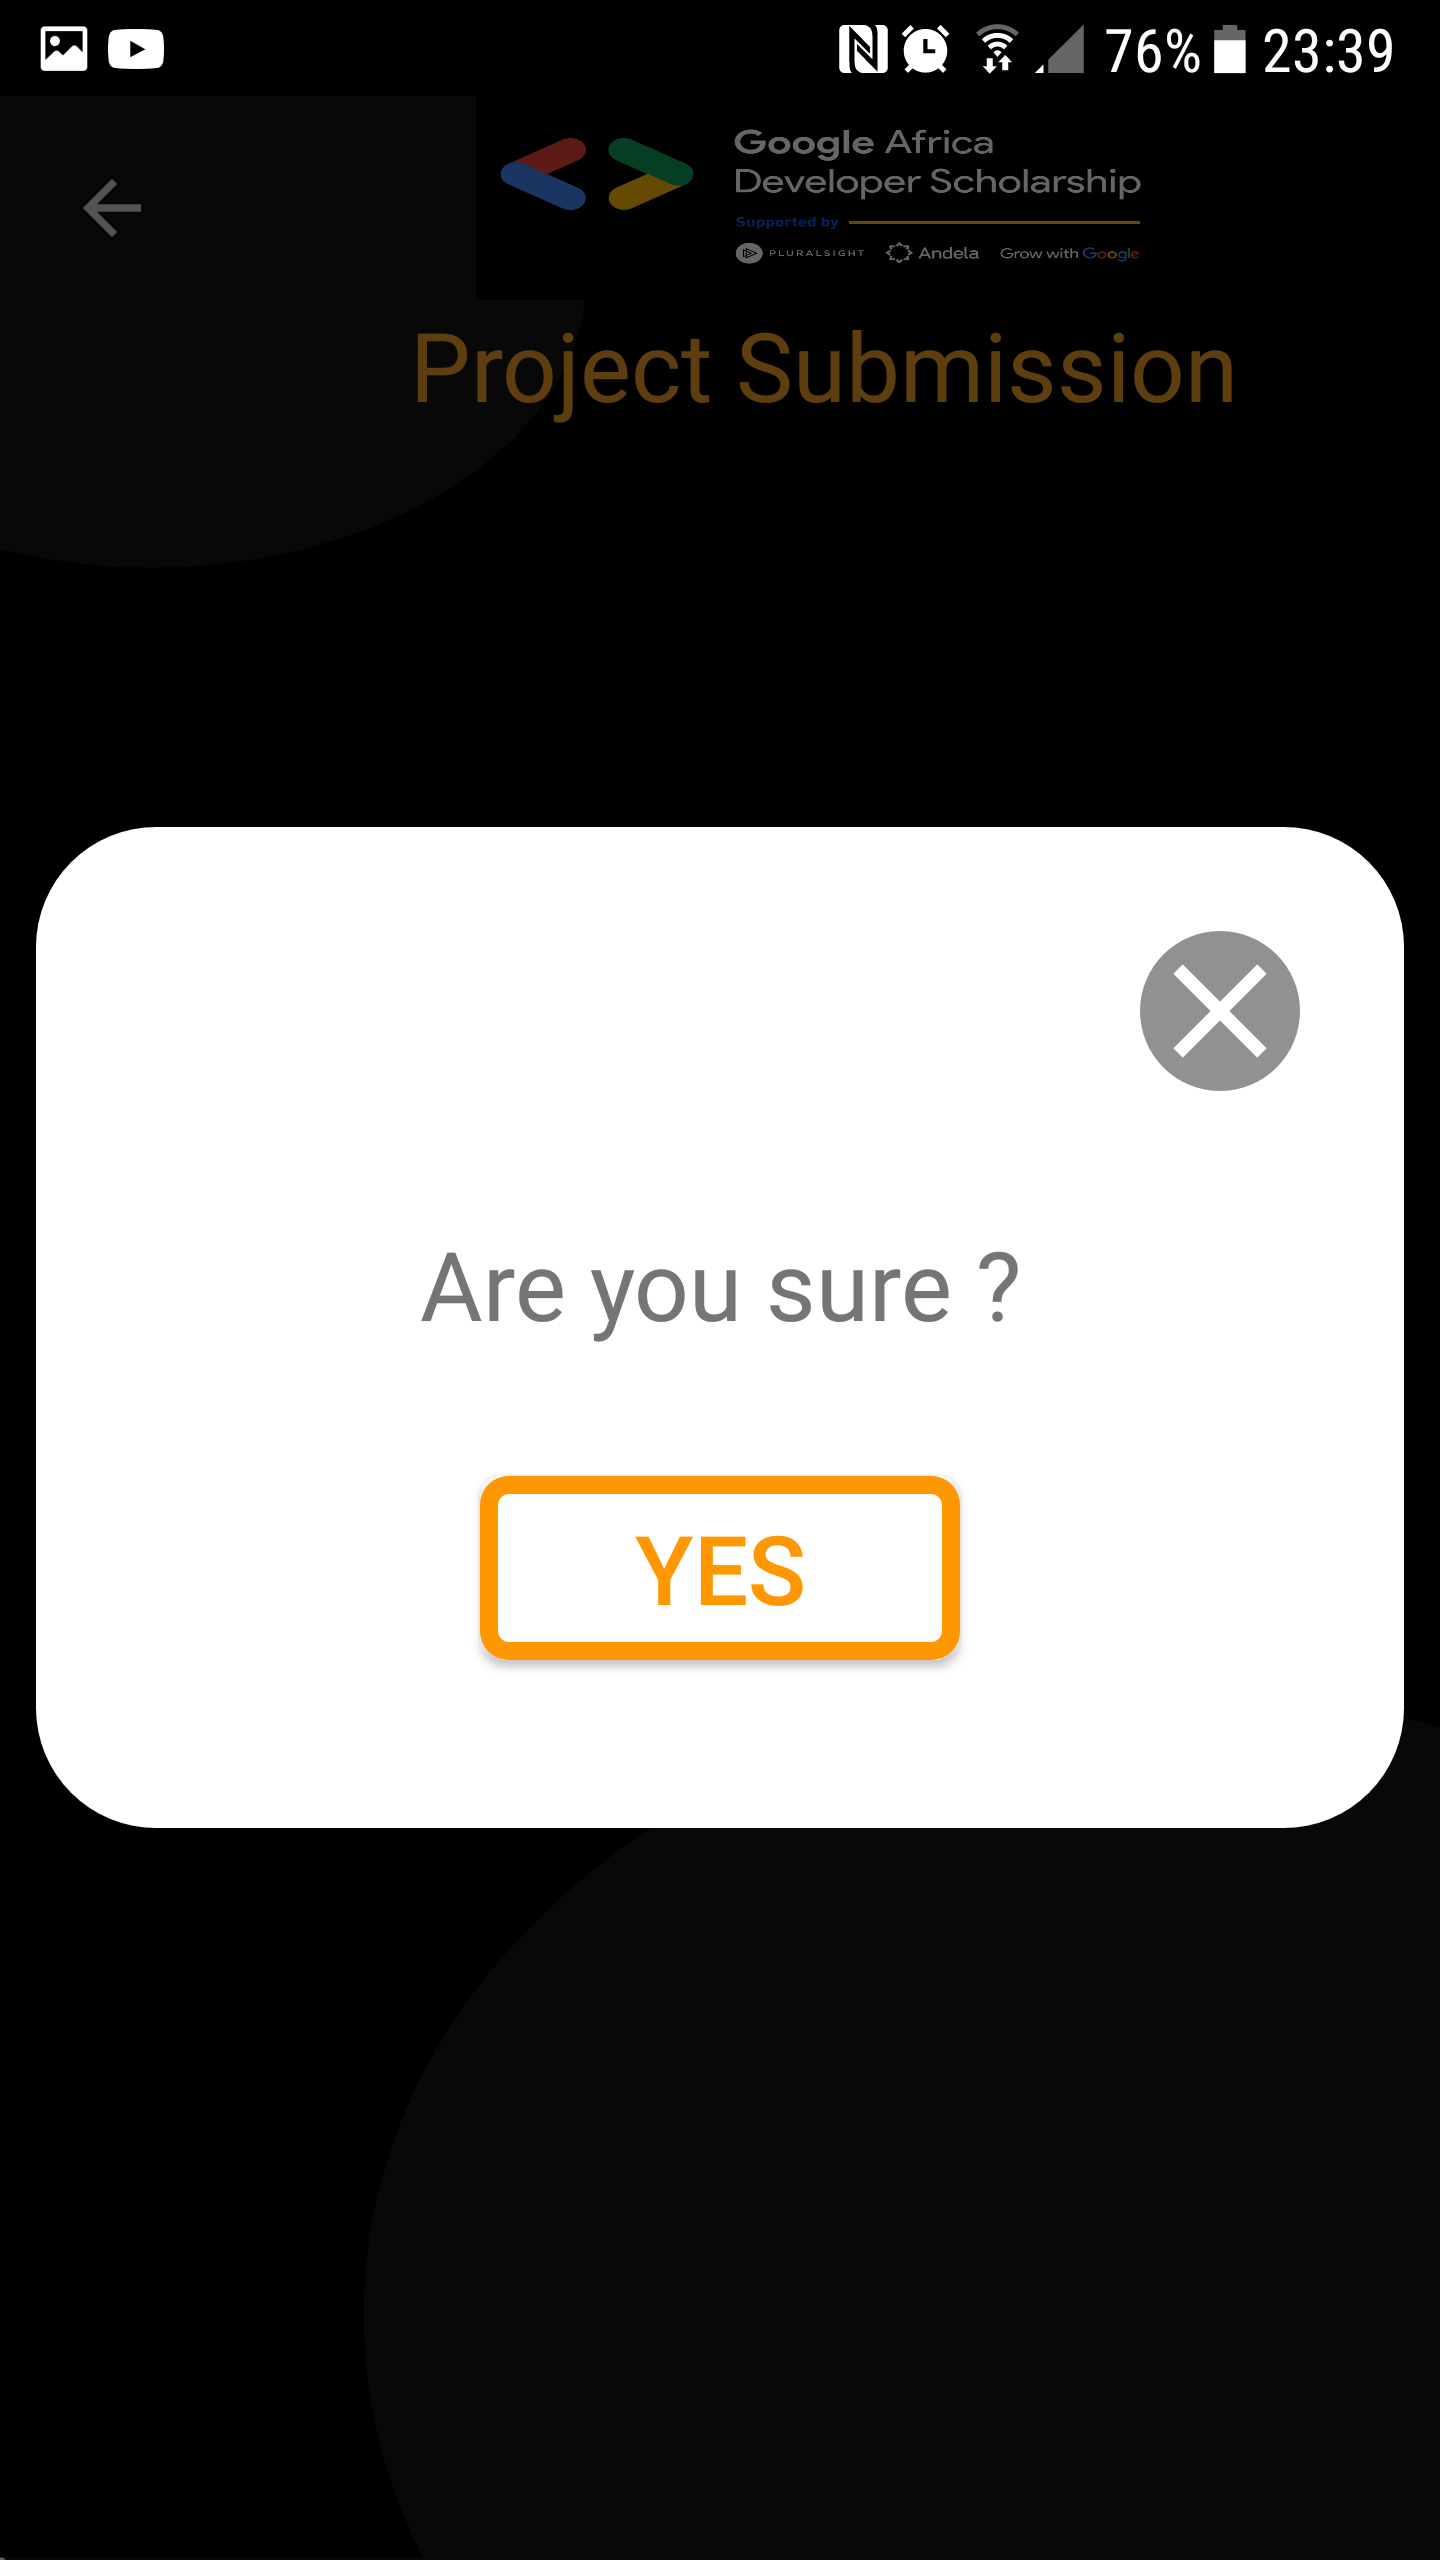 76% 23:39
Google Africa
Developer Scholarship
Supported by
PLURALSIGHT Andela Grow with Google
Project Submission
Are you sure ?
YES